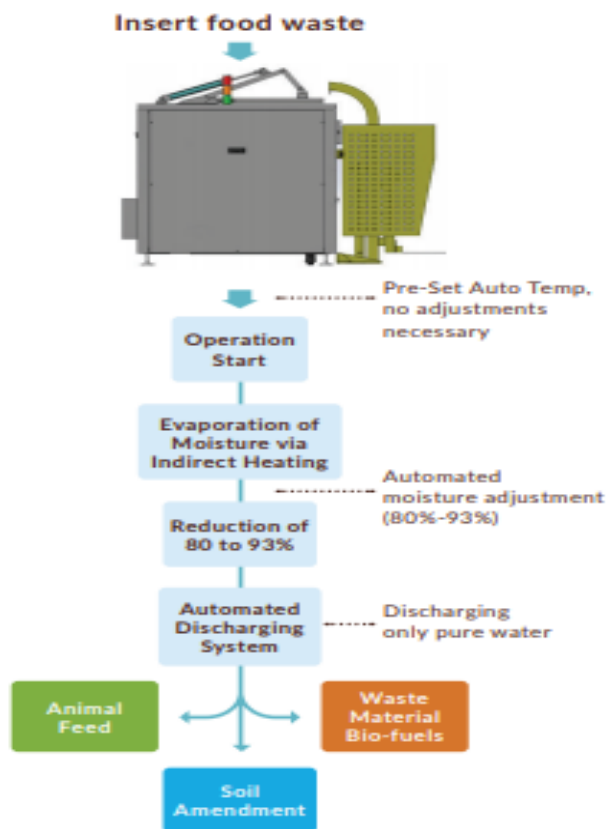 Insert food waste
Pre-Set Auto Temp,
no adjustments
necessary
Operation
Start
Evaporation of
Moisture via
Indirect Heating
Automated
moisture adjustment
(80%-93%)
Reduction of
80 to 93%
Automated
Discharging
System
Discharging
only pure water
Animal
Feed
Waste
Material
Bio-fuels
Soil
Amendment